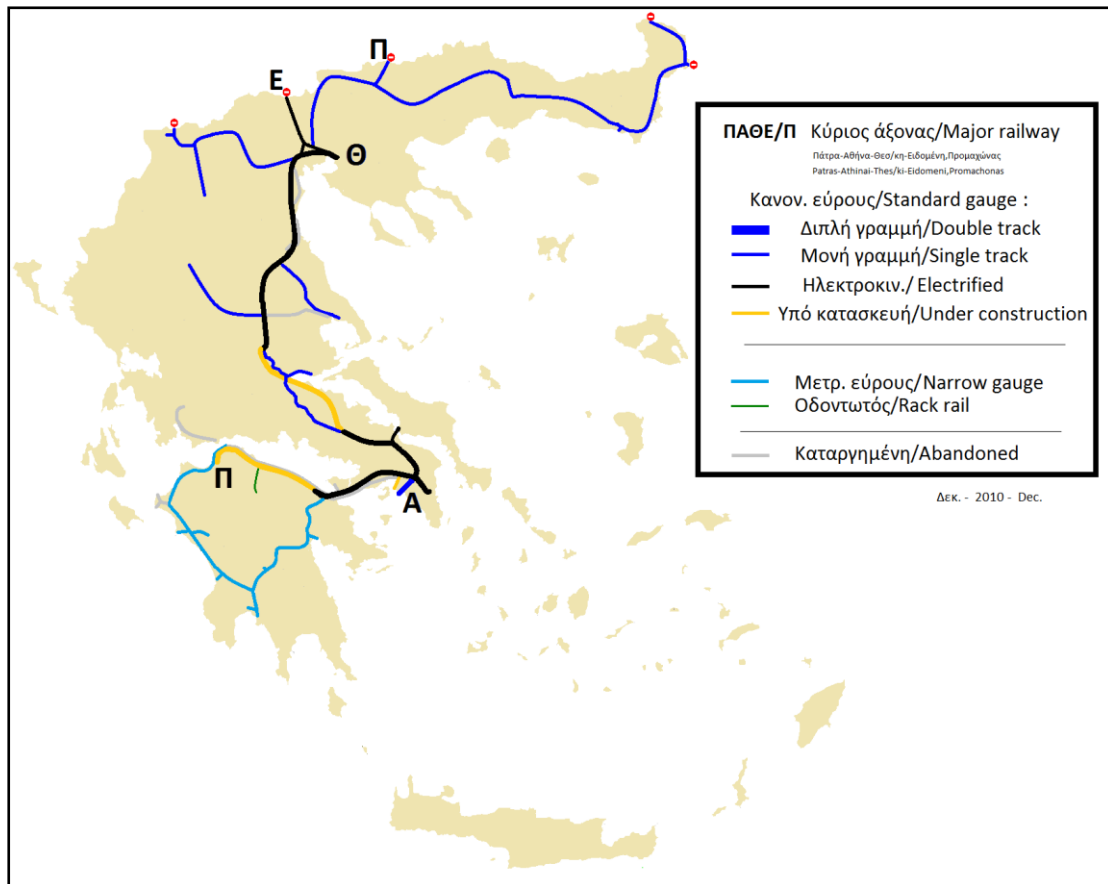 Π
Ε
Θ
Π
Α
ΠΑΘΕ/Π Κύριος άξονας/Major railway
Πάτρα-Αθήνα-Θεσ/κη-Ειδομένη,Προμαχώνας
Patras-Athinai-Thes/ki-Eidomeni,Promachonas
Κανον. εύρους/Standard gauge :
Διπλή γραμμή/Double track
Μονή γραμμή/Single track
Ηλεκτροκιν./ Electrified
Υπό κατασκευή/Under construction
Μετρ. εύρους/Narrow gauge
Οδοντωτός/Rack rail
Καταργημένη/Abandoned
Δεκ. - 2010 - Dec.